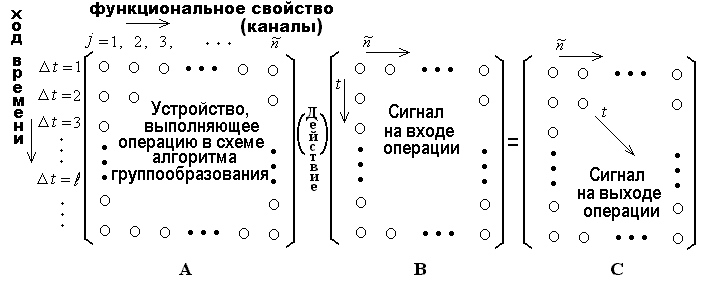 функциональное свойство
(каналы)
ход времени
j = 1, 2, 3, · · · ñ
Δt = 1
Δt = 2
Δt = 3
Δt = ℓ
Устройство,
выполняющее
операцию в схеме
алгоритма
группообразования
(Действие)
ñ
t
Сигнал
на входе
операции
=
ñ
t
Сигнал
на выходе
операции
A
B
C